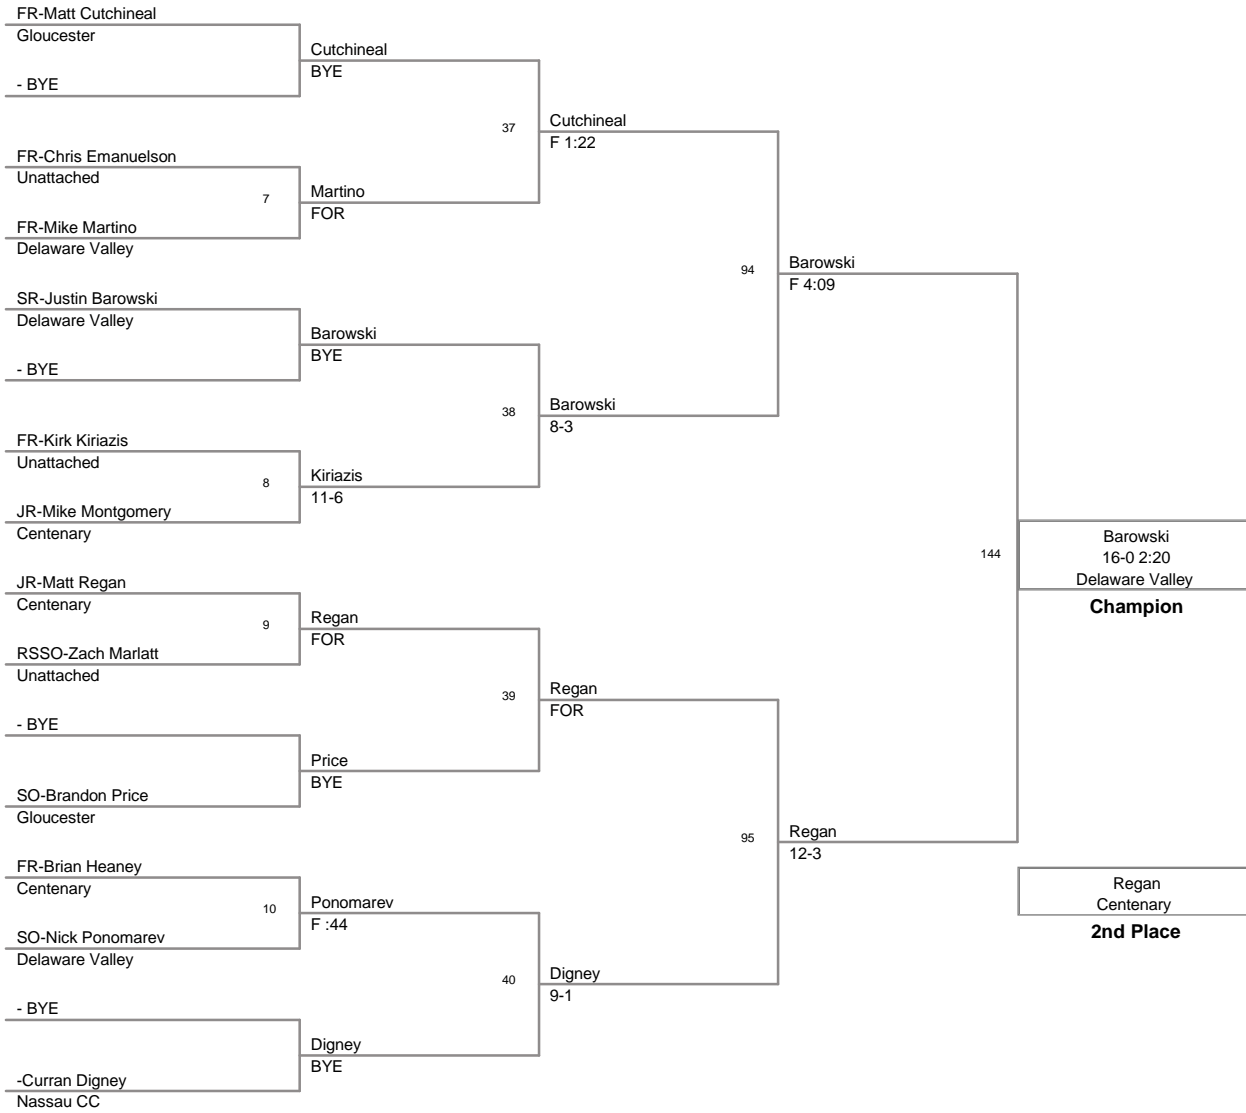 FR-Matt Cutchineal
Gloucester
- BYE
FR-Chris Emanuelson
Unattached
7
FR-Mike Martino
Delaware Valley
SR-Justin Barowski
Delaware Valley
- BYE
FR-Kirk Kiriazis
Unattached
8
JR-Mike Montgomery
Centenary
JR-Matt Regan
Centenary
9
RSSO-Zach Marlatt
Unattached
- BYE
SO-Brandon Price
Gloucester
FR-Brian Heaney
Centenary
10
SO-Nick Ponomarev
Delaware Valley
- BYE
-Curran Digney
Nassau CC
Cutchineal
BYE
37
Martino
FOR
Barowski
BYE
38
Kiriazis
11-6
Regan
FOR
39
Price
BYE
Ponomarev
F :44
40
Digney
BYE
Cutchineal
F 1:22
94
Barowski
8-3
Regan
FOR
95
Digney
9-1
Barowski
F 4:09
144
Regan
12-3
Barowski
16-0 2:20
Delaware Valley
Champion
Regan
Centenary
2nd Place